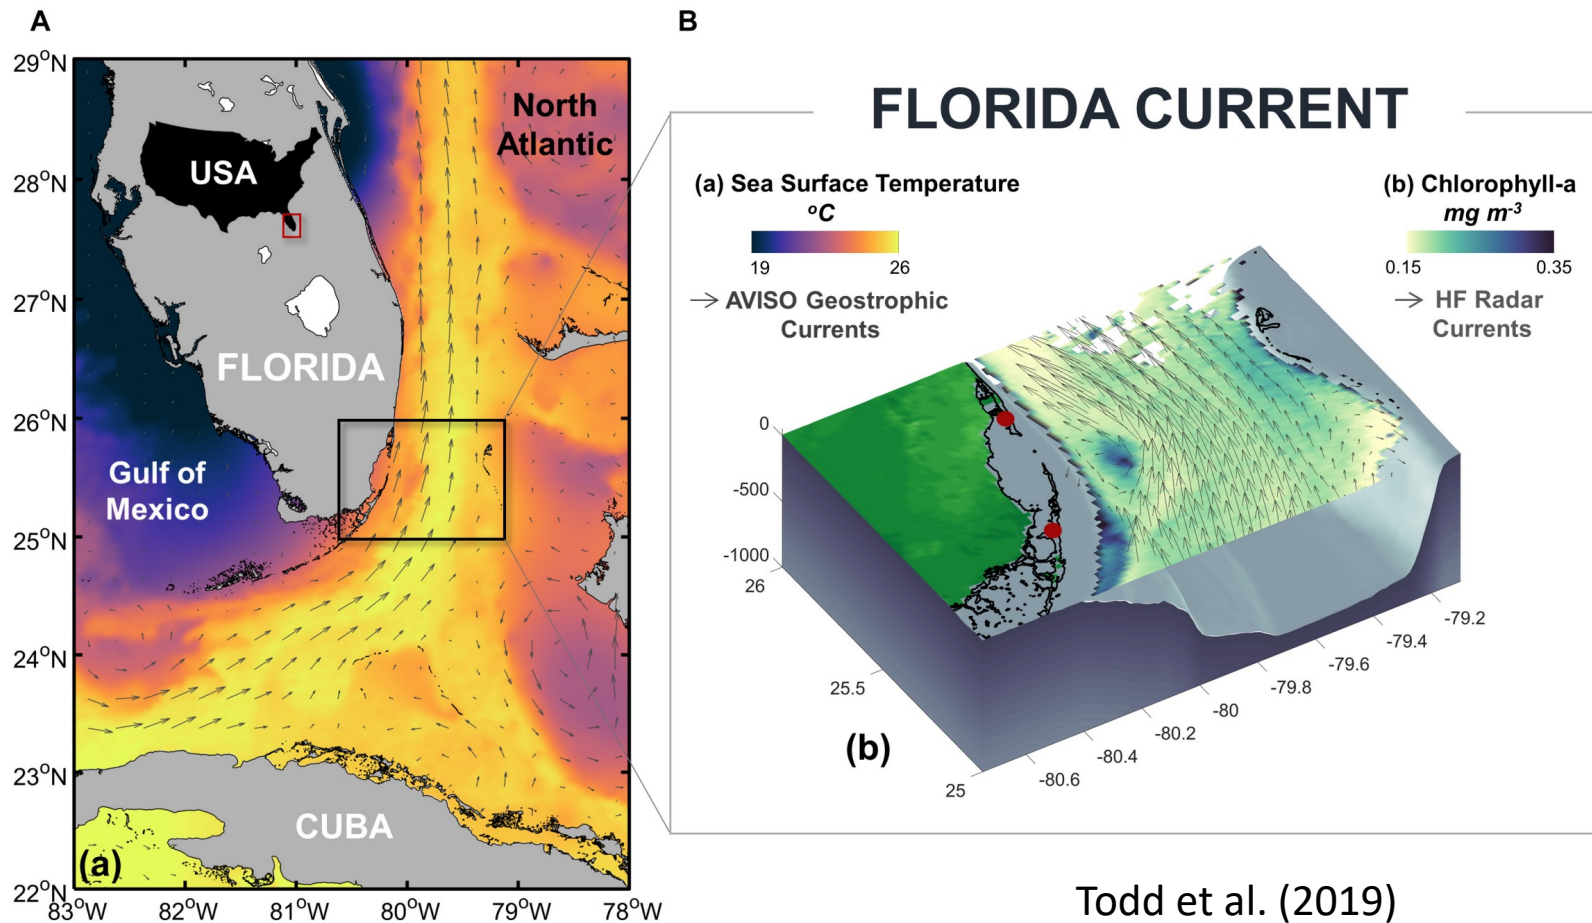 A
B
29°N
28°N
27°N
26°N
25°N
24°N
23°N
22°N
83°W
82°W
81°W
80°W
79°W
78°W
USA
FLORIDA
North
Atlantic
Gulf of
Mexico
CUBA
(a)
FLORIDA CURRENT
(a) Sea Surface Temperature
°C
19
26
AVISO Geostrophic
Currents
(b) Chlorophyll-a
mg m-3
0.15
0.35
HF Radar
Currents
0
-500
-1000
26
25.5
25
-80.6
-80.4
-80.2
-80
-79.8
-79.6
-79.4
-79.2
(b)
Todd et al. (2019)